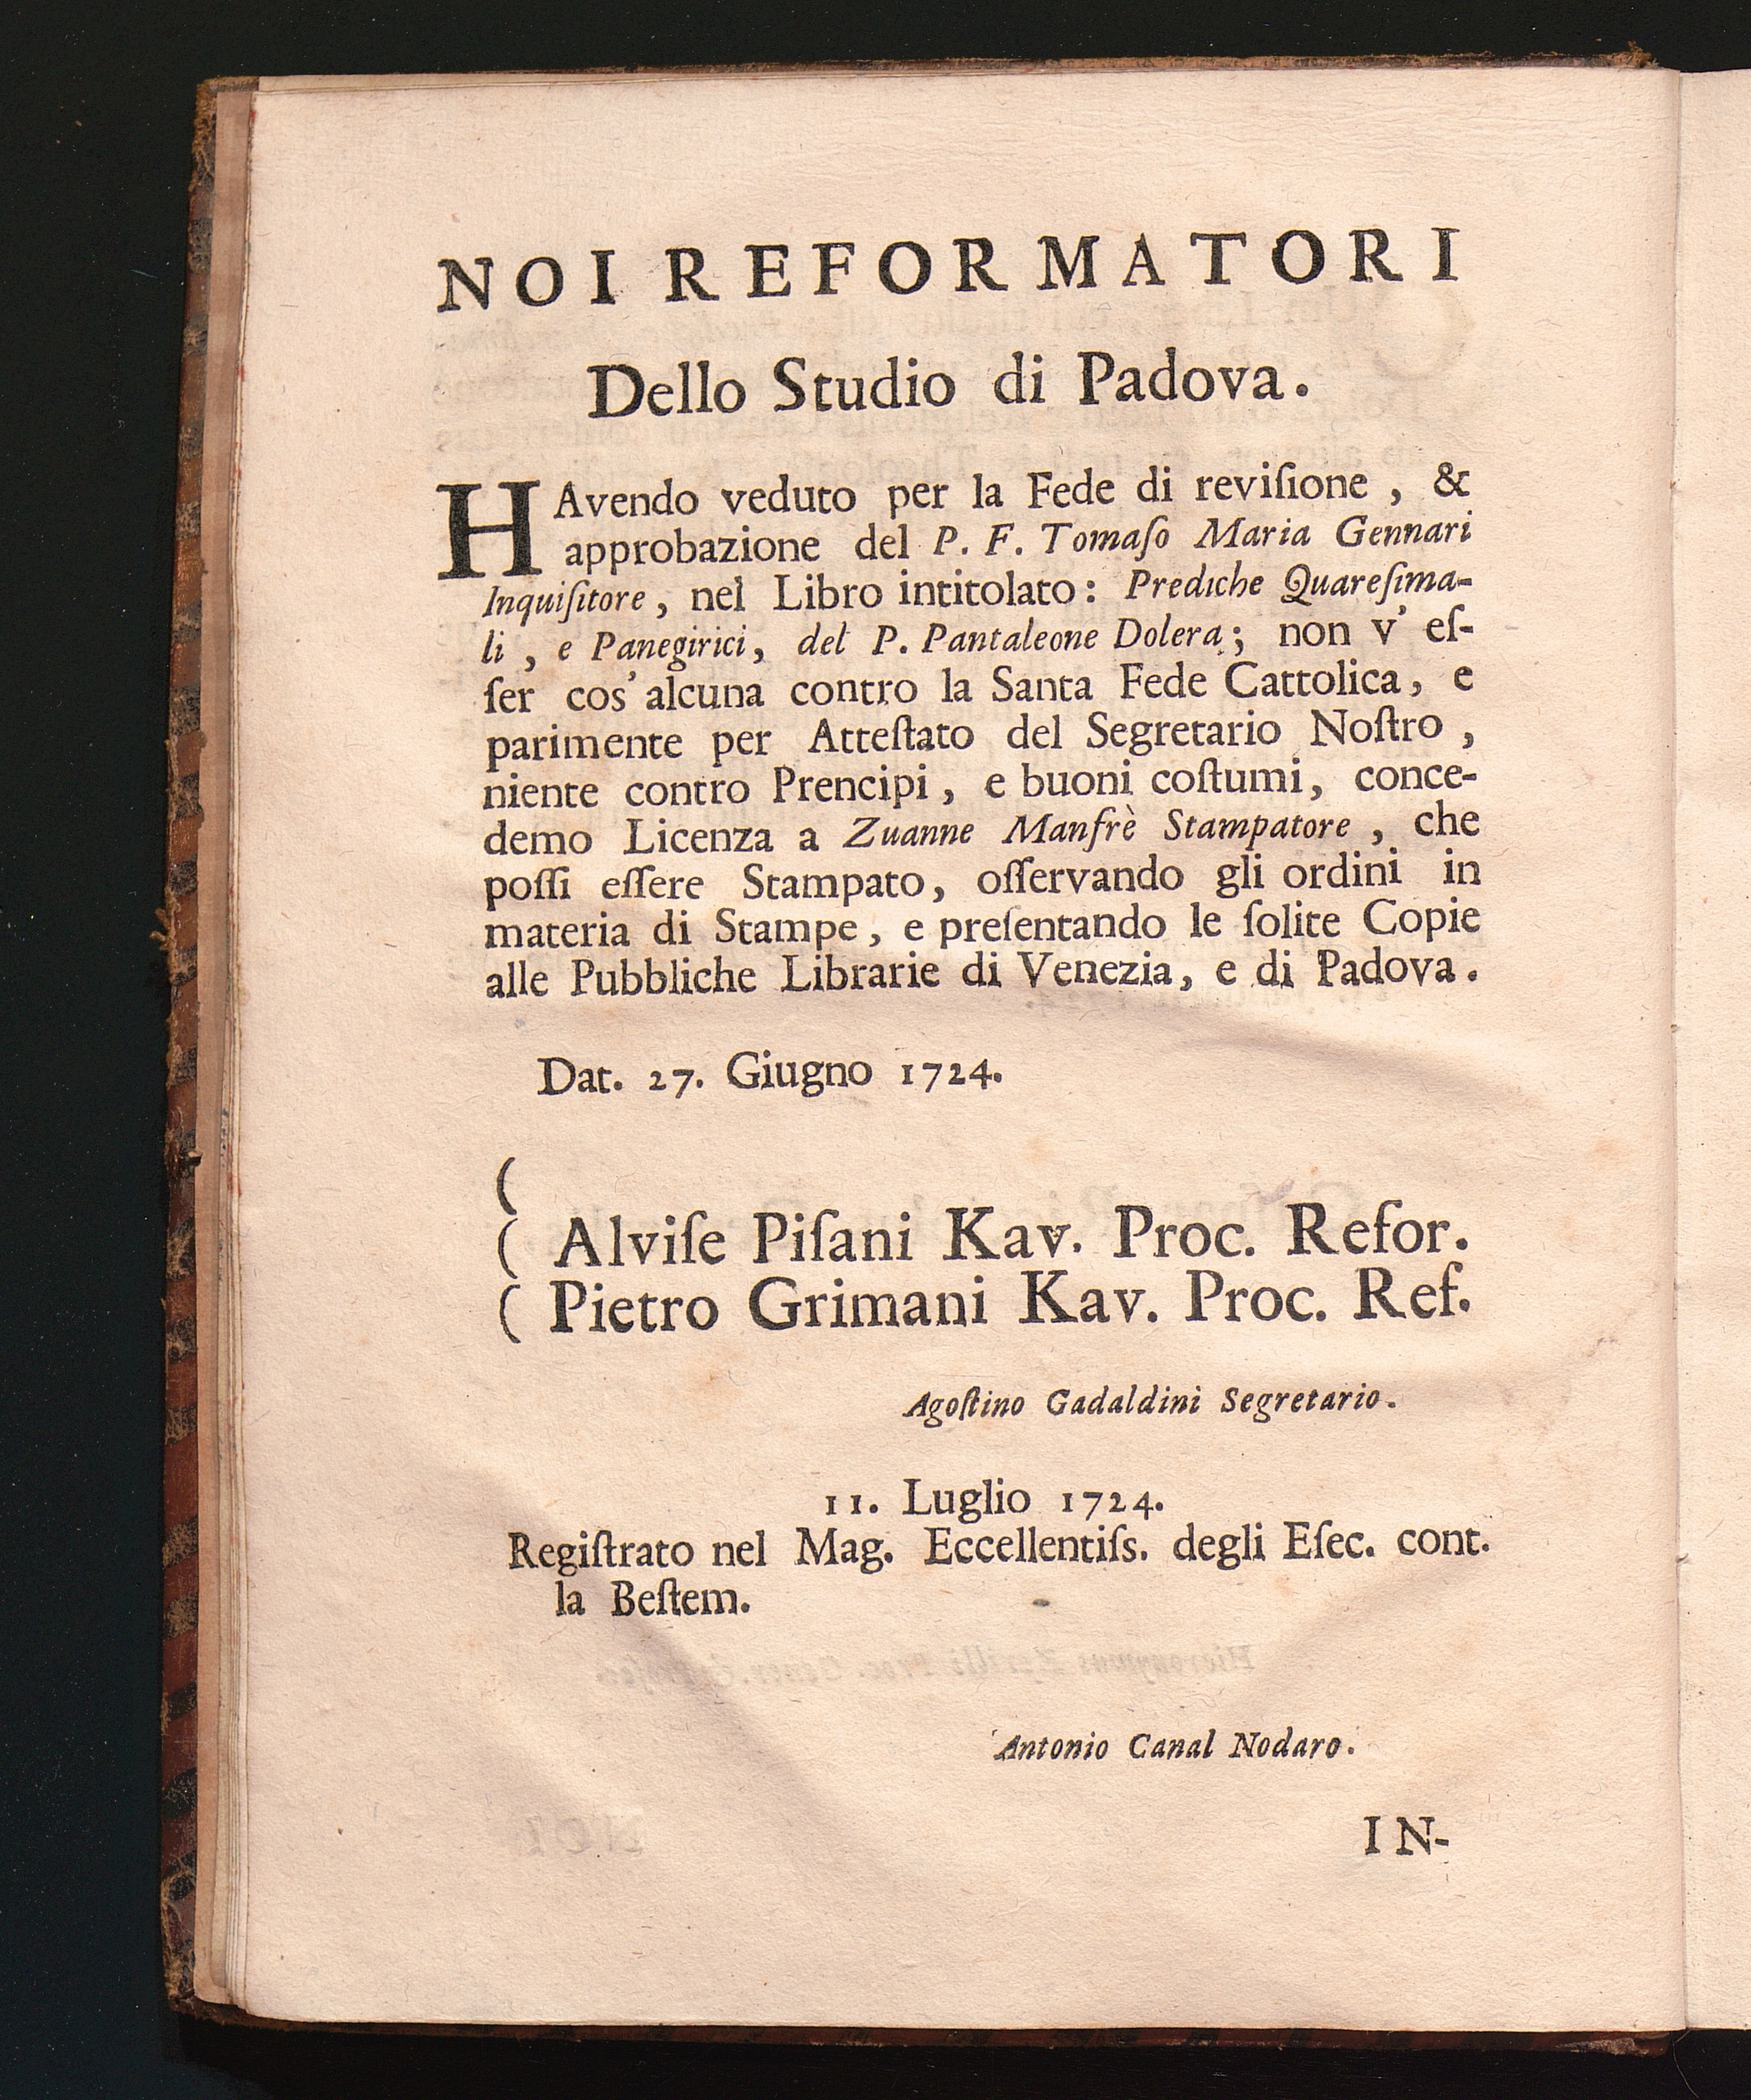 NOI REFORMATORI
Dello Studio di Padova.
HAvendo veduto per la Fede di reviſione, &
approbazione del P. F. Tomaſo Maria Gennari
Inquiſitore, nel Libro intitolato: Prediche Quareſima-
li, e Panegirici, del P. Pantaleone Dolera; non v' eſ-
ſer cos' alcuna contro la Santa Fede Cattolica, e
parimente per Atteſtato del Segretario Noſtro,
niente contro Prencipi, e buoni coſtumi, conce-
demo Licenza a Zuanne Manfrè Stampatore, che
poſſi eſſere Stampato, oſſervando gli ordini in
materia di Stampe, e preſentando le ſolite Copie
alle Pubbliche Librarie di Venezia, e di Padova.
Dat. 27. Giugno 1724.
(
( Alviſe Piſani Kav. Proc. Refor.
( Pietro Grimani Kav. Proc. Ref.
Agoſtino Gadaldini Segretario.
11. Luglio 1724.
Regiſtrato nel Mag. Eccellentiſs. degli Eſec. cont.
la Beſtem.
Antonio Canal Nodaro.
IN-